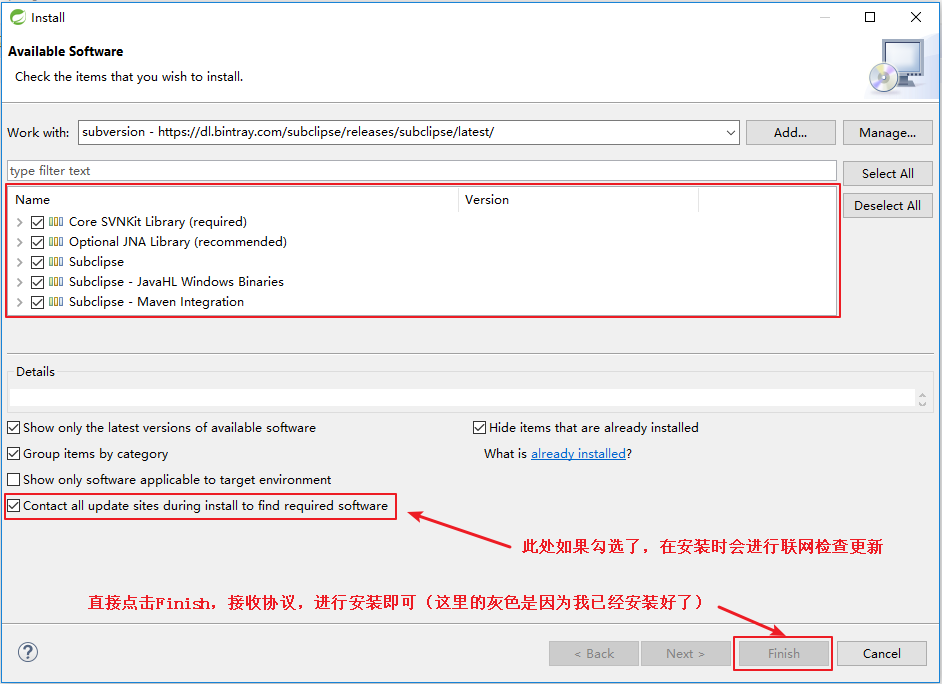 Install
Available Software
Check the items that you wish to install.
Work with: subversion - https://dl.bintray.com/subclipse/releases/subclipse/latest/ Add... Manage...
type filter text Select All
Name Version Deselect All
Core SVNKit Library (required)
Optional JNA Library (recommended)
Subclipse
Subclipse - JavaHL Windows Binaries
Subclipse - Maven Integration
Details
Show only the latest versions of available software Hide items that are already installed
Group items by category What is already installed?
Show only software applicable to target environment
Contact all update sites during install to find required software
此处如果勾选了，在安装时会进行联网检查更新
直接点击Finish，接收协议，进行安装即可（这里的灰色是因为我已经安装好了）
? < Back Next > Finish Cancel